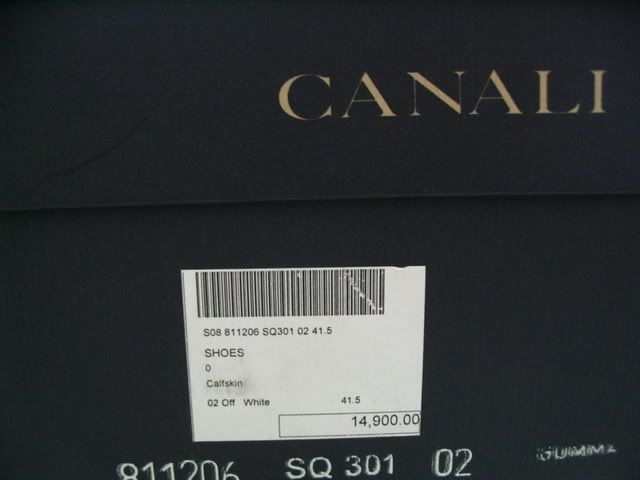 CANALI
S08 811206 SQ301 02 41.5
SHOES
0
Calfskin
02 Off White 41.5
14,900.00
811206 SQ 301 02